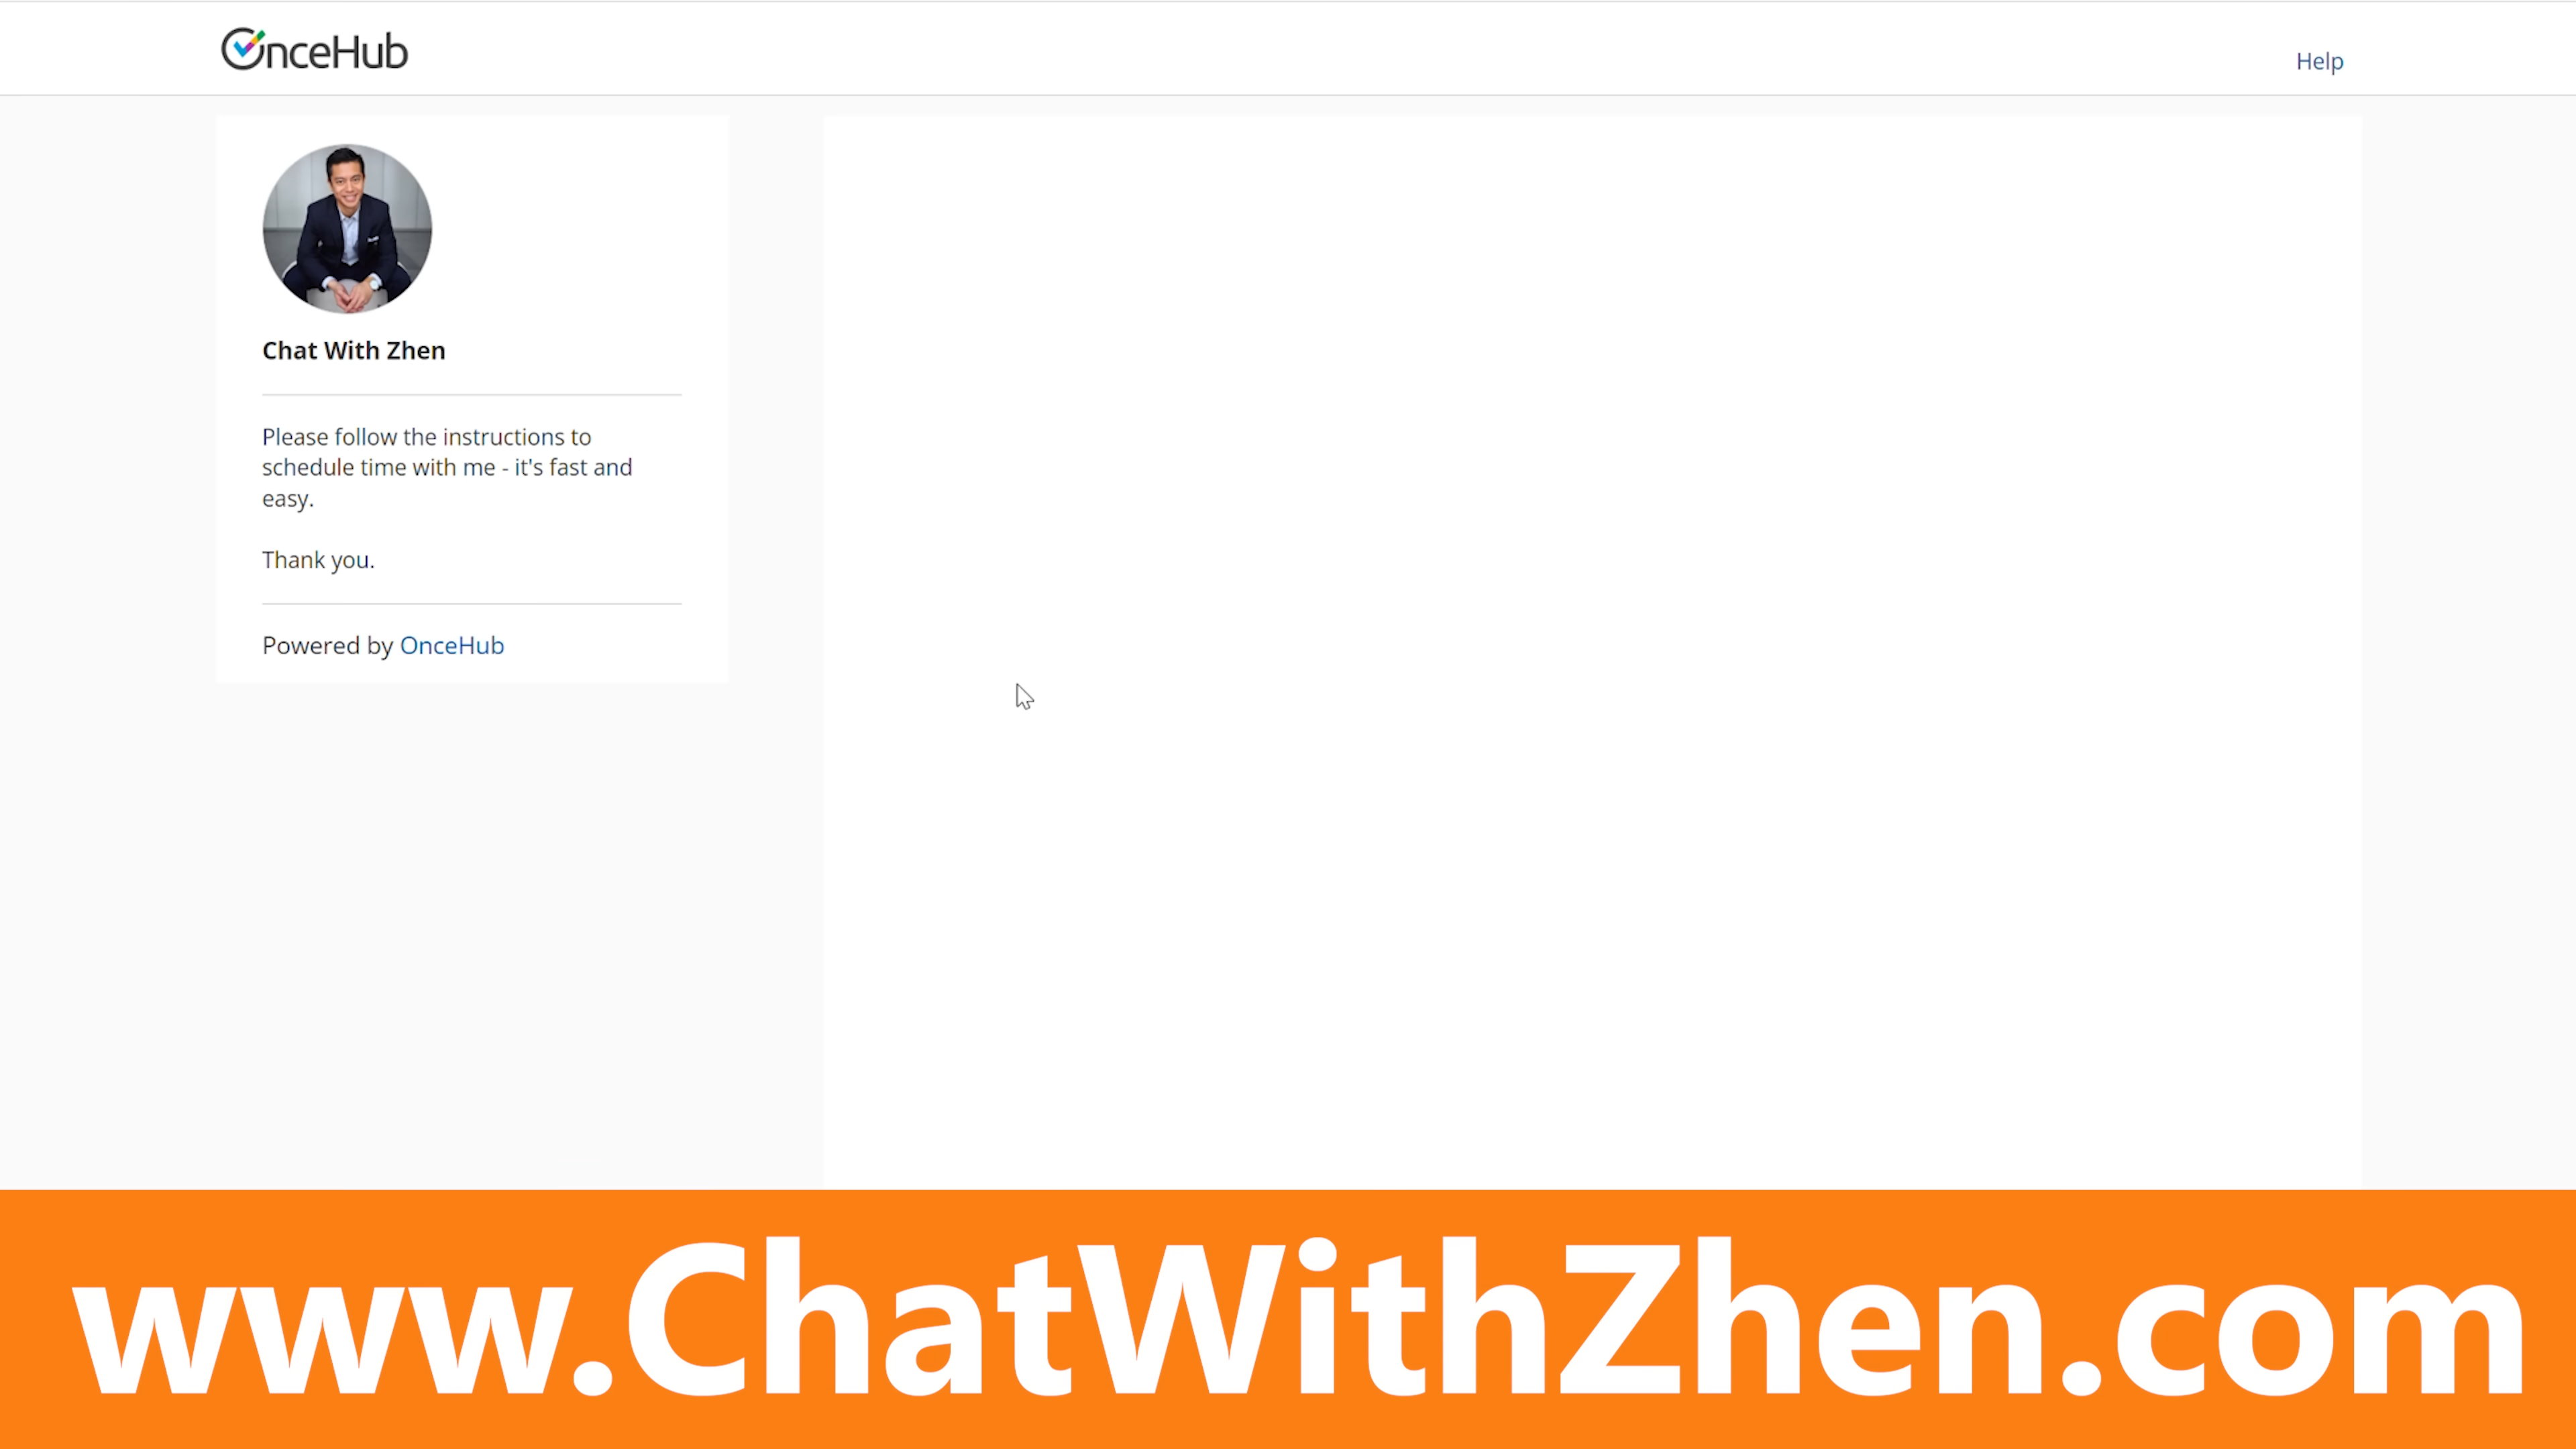 OnceHub
Help
Chat With Zhen
Please follow the instructions to
schedule time with me - it's fast and
easy.
Thank you.
Powered by OnceHub
www.ChatWithZhen.com